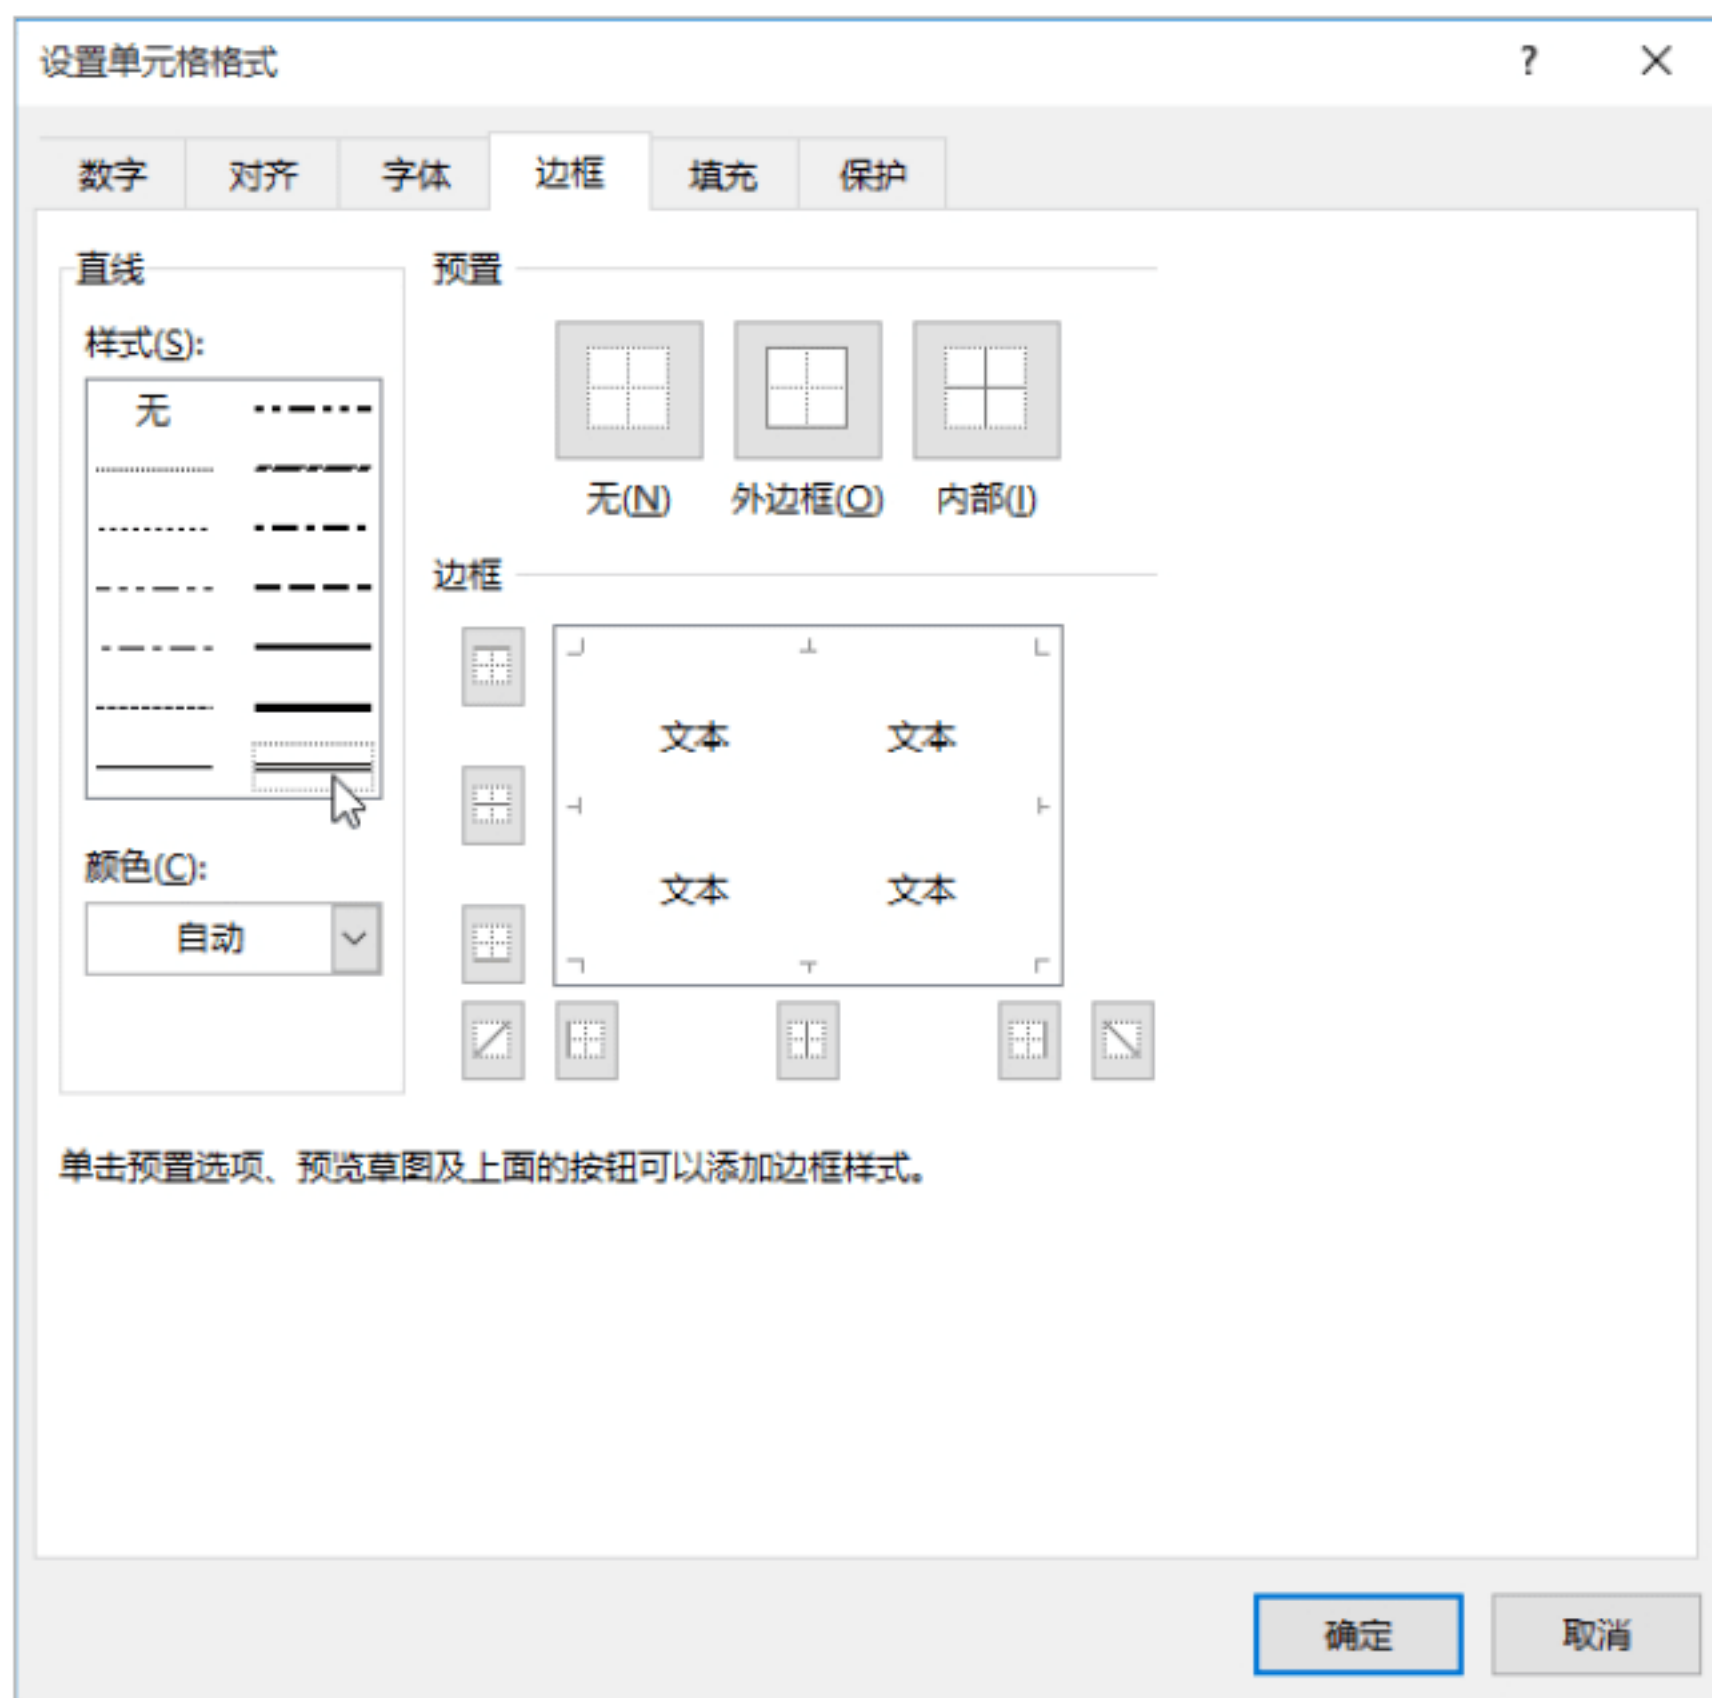 设置单元格格式 ?
数字 对齐 字体 边框 填充 保护
直线
样式(S):
无
颜色(C):
自动
预置
无(N) 外边框(O) 内部(I)
边框
文本 文本
文本 文本
单击预置选项、预览草图及上面的按钮可以添加边框样式。
确定 取消